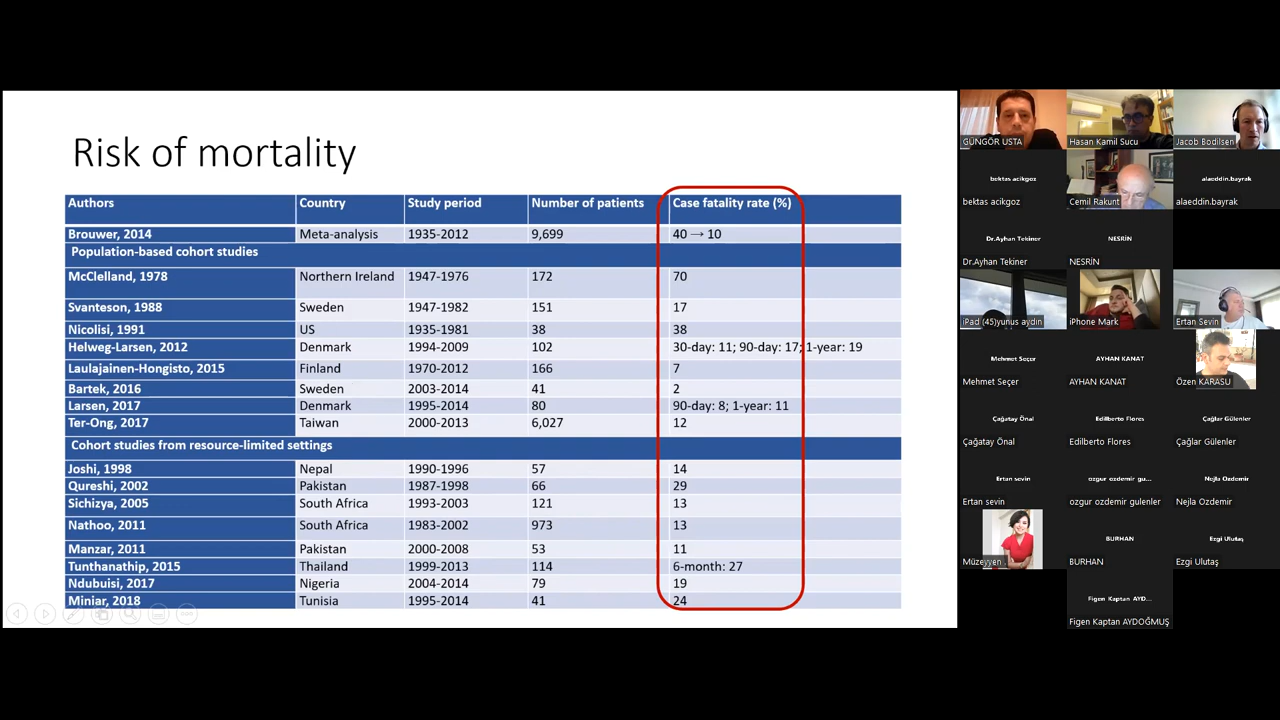 Risk of mortality
Authors Country Study period Number of patients Case fatality rate (%)
Brouwer, 2014 Meta-analysis 1935-2012 9,699 40 → 10
Population-based cohort studies
McClelland, 1978 Northern Ireland 1947-1976 172 70
Svanteson, 1988 Sweden 1947-1982 151 17
Nicolisi, 1991 US 1935-1981 38 38
Helweg-Larsen, 2012 Denmark 1994-2009 102 30-day: 11; 90-day: 17; 1-year: 19
Laulajainen-Hongisto, 2015 Finland 1970-2012 166 7
Bartek, 2016 Sweden 2003-2014 41 2
Larsen, 2017 Denmark 1995-2014 80 90-day: 8; 1-year: 11
Ter-Ong, 2017 Taiwan 2000-2013 6,027 12
Cohort studies from resource-limited settings
Joshi, 1998 Nepal 1990-1996 57 14
Qureshi, 2002 Pakistan 1987-1998 66 29
Sichizya, 2005 South Africa 1993-2003 121 13
Nathoo, 2011 South Africa 1983-2002 973 13
Manzar, 2011 Pakistan 2000-2008 53 11
Tunthanathip, 2015 Thailand 1999-2013 114 6-month: 27
Ndubuisi, 2017 Nigeria 2004-2014 79 19
Miniar, 2018 Tunisia 1995-2014 41 24
GÜNGÖR USTA Hasan Kamil Sucu Jacob Bodilsen
bektas acikgoz alaeddin.bayrak
bektas acikgoz Cemil Rakunt alaeddin.bayrak
Dr.Ayhan Tekiner NESRİN
Dr.Ayhan Tekiner NESRİN
iPad (45)yunus aydın iPhone Mark Ertan Sevin
Mehmet Seçer AYHAN KANAT
Mehmet Seçer AYHAN KANAT Özen KARASU
Çağatay Önal Edilberto Flores Çağlar Gülenler
Çağatay Önal Edilberto Flores Çağlar Gülenler
Ertan sevin ozgur ozdemir gu... Nejla Ozdemir
Ertan sevin ozgur ozdemir gulenler Nejla Ozdemir
BURHAN Ezgi Ulutaş
Müzeyyen BURHAN Ezgi Ulutaş
Figen Kaptan AYD...
Figen Kaptan AYDOĞMUŞ